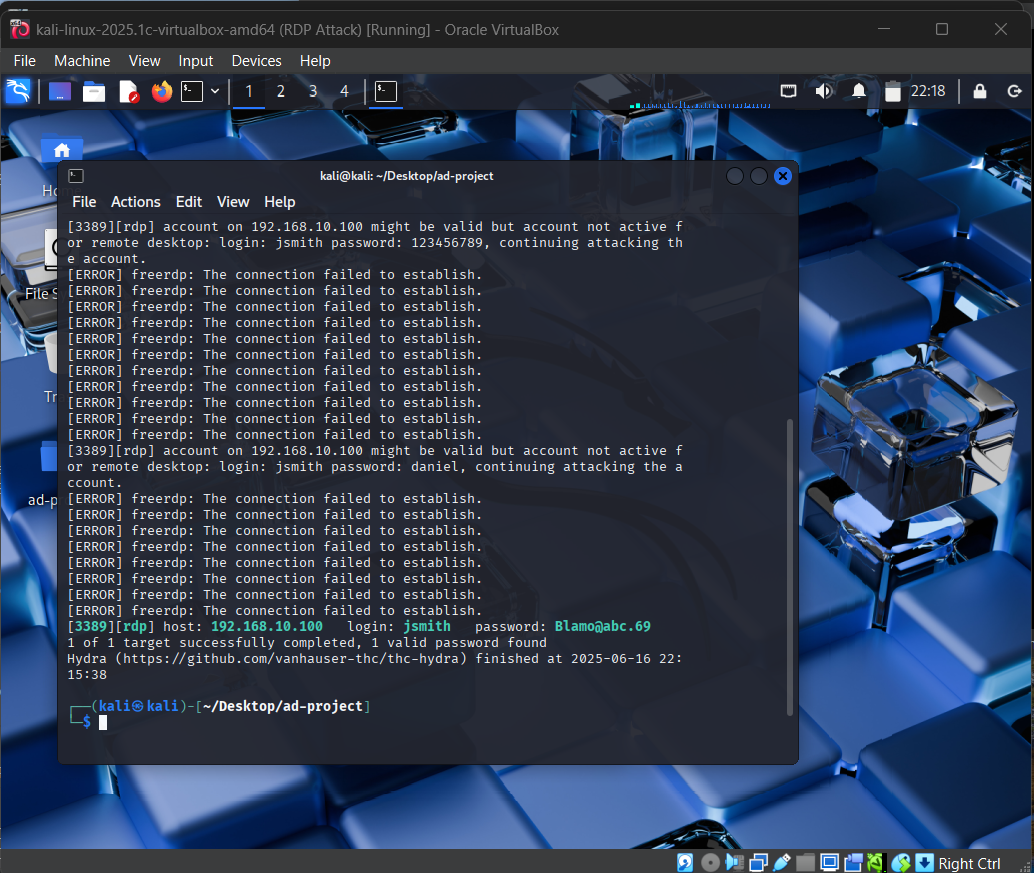 kali-linux-2025.1c-virtualbox-amd64 (RDP Attack) [Running] - Oracle VirtualBox
File Machine View Input Devices Help
1 2 3 4 22:18
kali@kali: ~/Desktop/ad-project
File Actions Edit View Help
[3389][rdp] account on 192.168.10.100 might be valid but account not active f
or remote desktop: login: jsmith password: 123456789, continuing attacking th
e account.
[ERROR] freerdp: The connection failed to establish.
[ERROR] freerdp: The connection failed to establish.
[ERROR] freerdp: The connection failed to establish.
[ERROR] freerdp: The connection failed to establish.
[ERROR] freerdp: The connection failed to establish.
[ERROR] freerdp: The connection failed to establish.
[ERROR] freerdp: The connection failed to establish.
[ERROR] freerdp: The connection failed to establish.
[ERROR] freerdp: The connection failed to establish.
[ERROR] freerdp: The connection failed to establish.
[ERROR] freerdp: The connection failed to establish.
[3389][rdp] account on 192.168.10.100 might be valid but account not active f
or remote desktop: login: jsmith password: daniel, continuing attacking the a
ccount.
[ERROR] freerdp: The connection failed to establish.
[ERROR] freerdp: The connection failed to establish.
[ERROR] freerdp: The connection failed to establish.
[ERROR] freerdp: The connection failed to establish.
[ERROR] freerdp: The connection failed to establish.
[ERROR] freerdp: The connection failed to establish.
[ERROR] freerdp: The connection failed to establish.
[ERROR] freerdp: The connection failed to establish.
[3389][rdp] host: 192.168.10.100 login: jsmith password: Blamo@abc.69
1 of 1 target successfully completed, 1 valid password found
Hydra (https://github.com/vanhauser-thc/thc-hydra) finished at 2025-06-16 22:
15:38
(kali㉿kali)-[~/Desktop/ad-project]
$
File
Right Ctrl